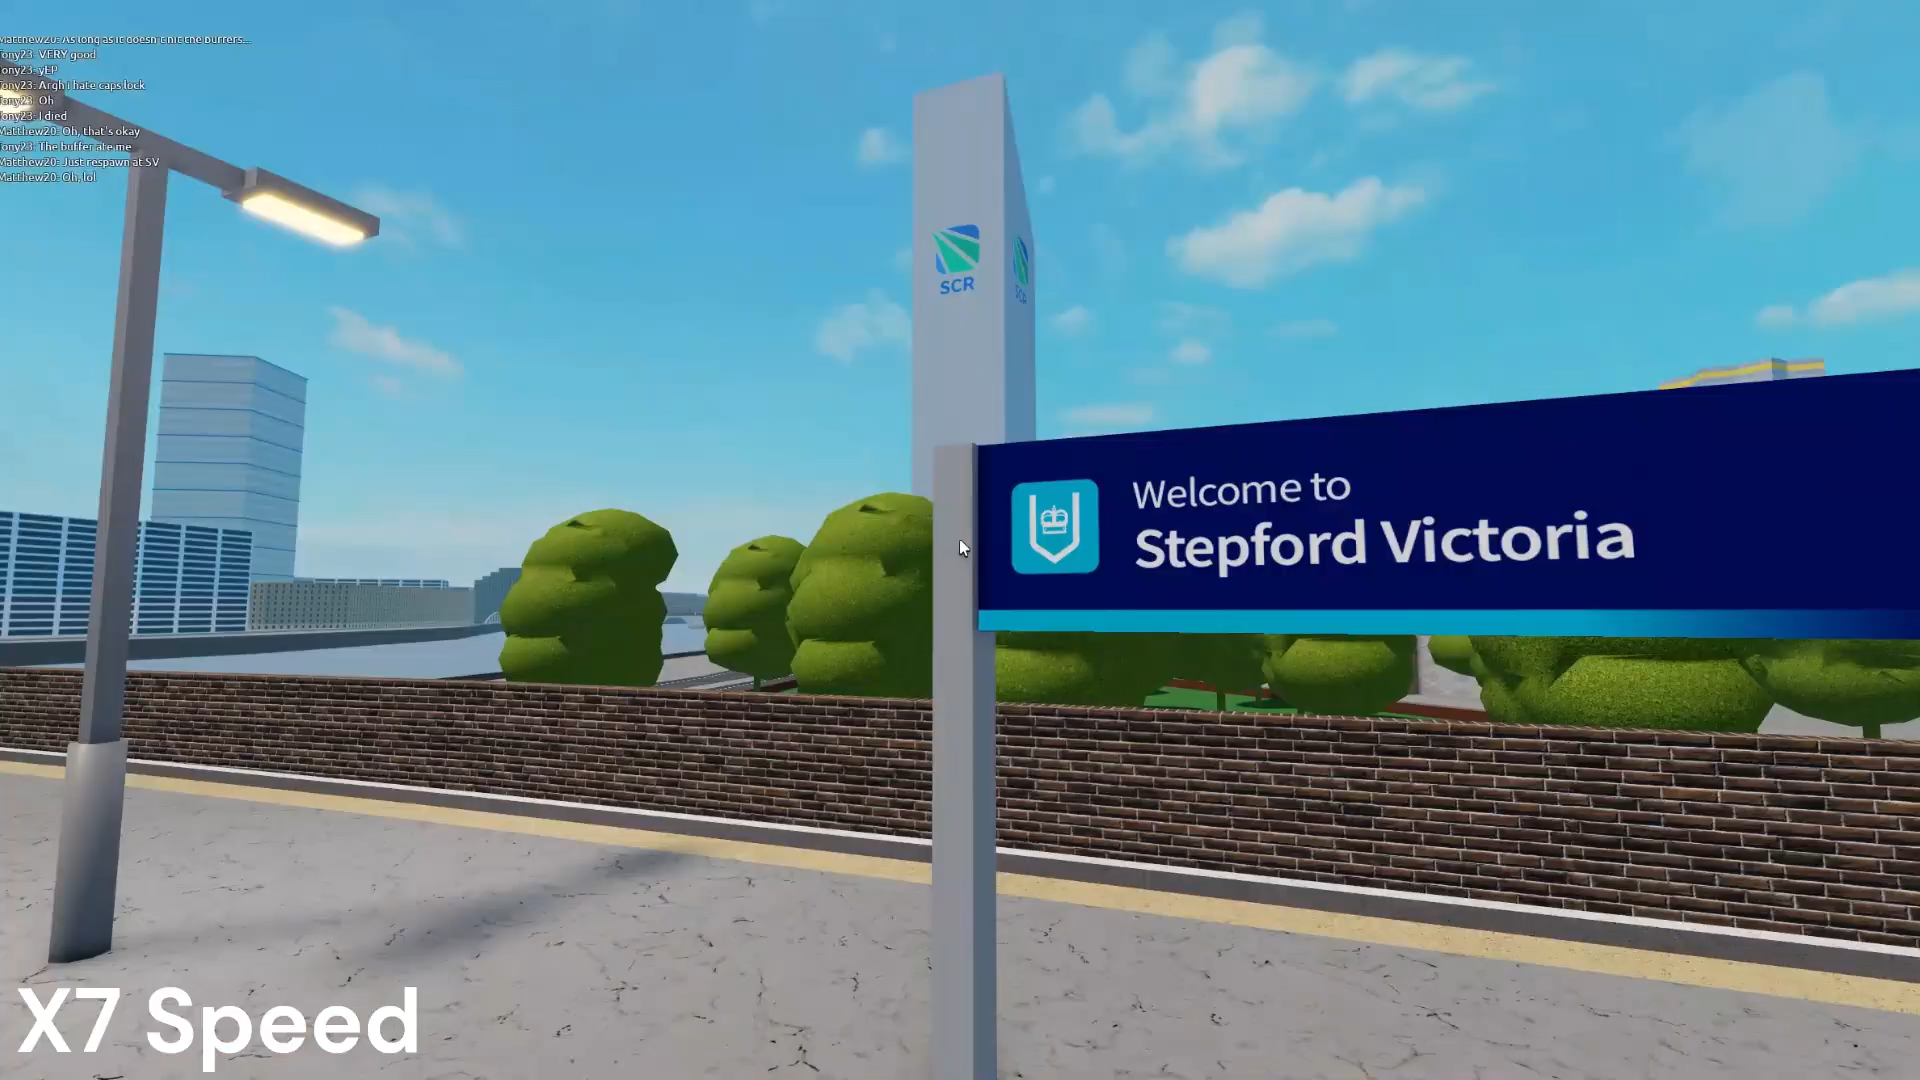 Matthew20: As long as it doesn't hit the buffers...
Tony23: VERY good
Tony23: yEP
Tony23: Argh i hate caps lock
Tony23: Oh
Tony23: I died
Matthew20: Oh, that's okay
Tony23: The buffer ate me
Matthew20: Just respawn at SV
Matthew20: Oh, lol
SCR
SCR
Welcome to
Stepford Victoria
X7 Speed